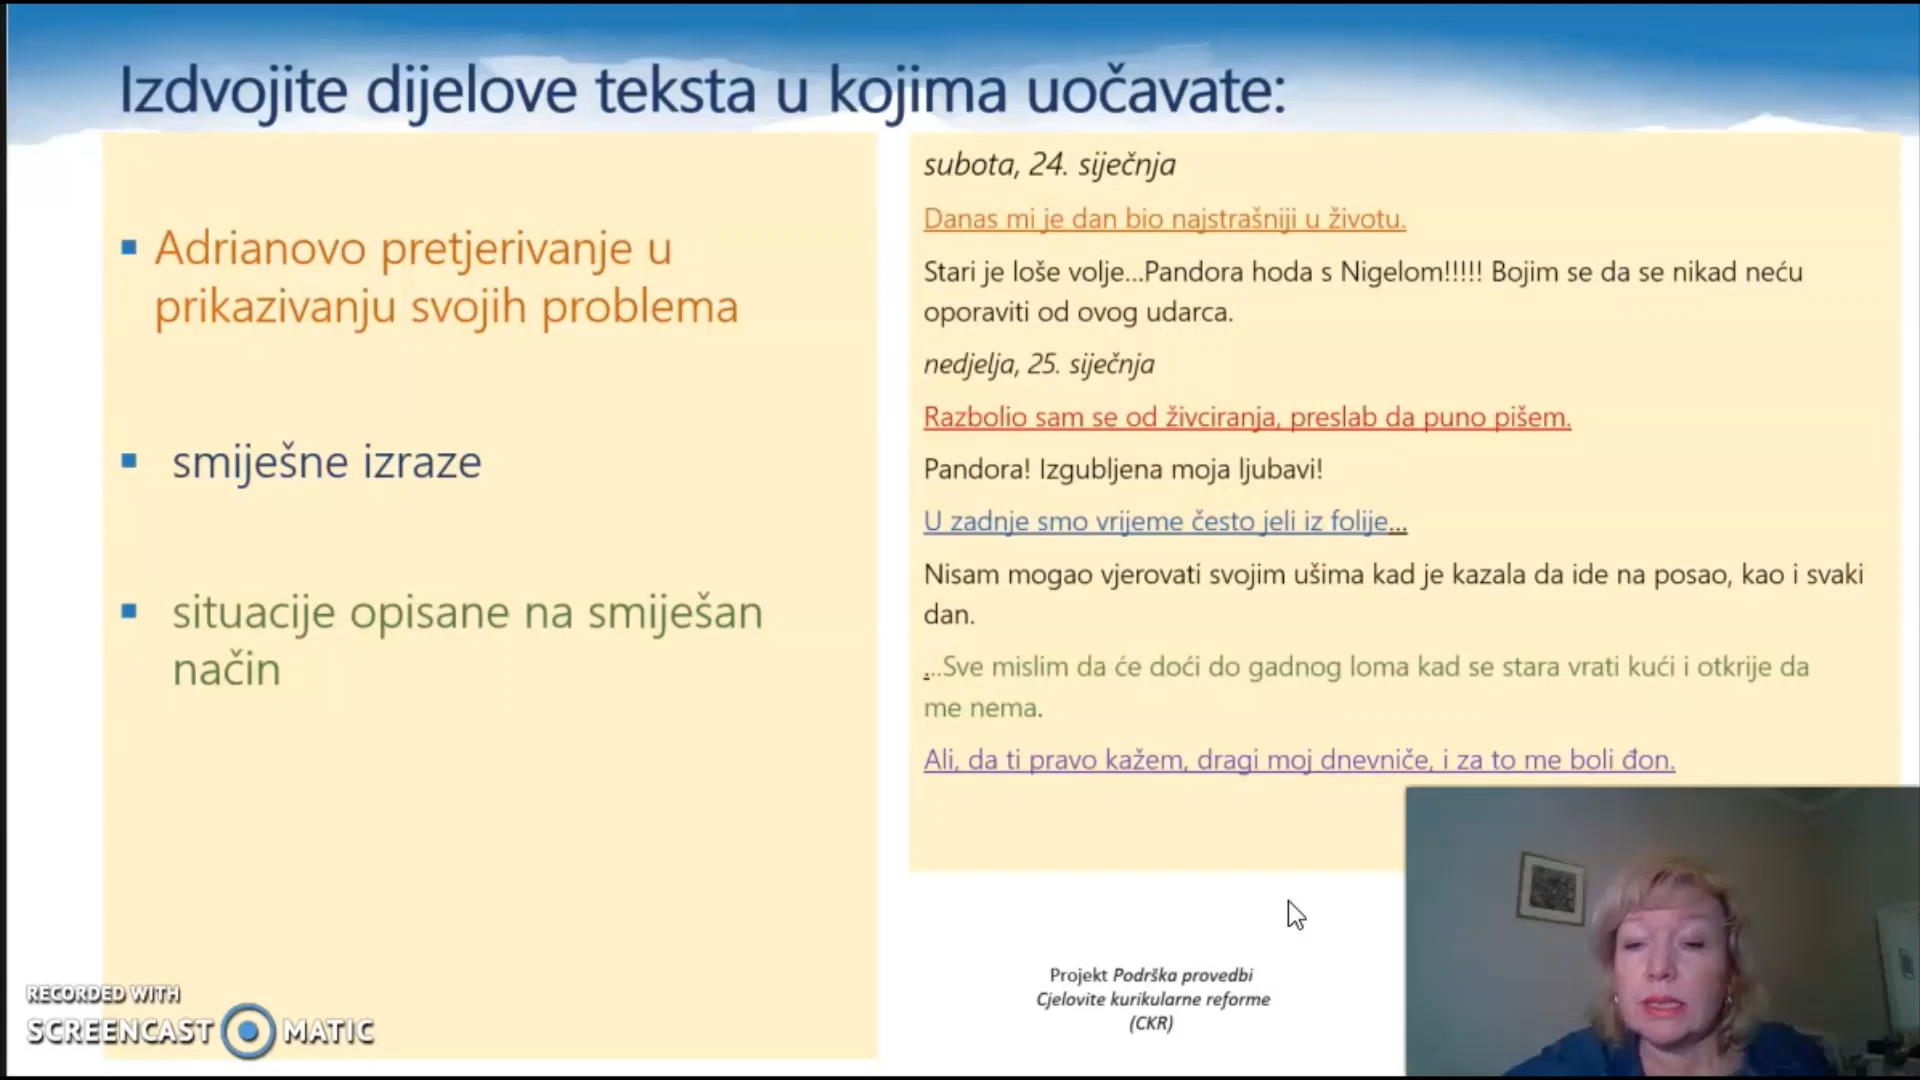 Izdvojite dijelove teksta u kojima uočavate:
Adrianovo pretjerivanje u
prikazivanju svojih problema
smiješne izraze
situacije opisane na smiješan
način
subota, 24. siječnja
Danas mi je dan bio najstrašniji u životu.
Stari je loše volje...Pandora hoda s Nigelom!!!!! Bojim se da se nikad neću
oporaviti od ovog udarca.
nedjelja, 25. siječnja
Razbolio sam se od živciranja, preslab da puno pišem.
Pandora! Izgubljena moja ljubavi!
U zadnje smo vrijeme često jeli iz folije...
Nisam mogao vjerovati svojim ušima kad je kazala da ide na posao, kao i svaki
dan.
...Sve mislim da će doći do gadnog loma kad se stara vrati kući i otkrije da
me nema.
Ali, da ti pravo kažem, dragi moj dnevniče, i za to me boli đon.
Projekt Podrška provedbi
Cjelovite kurikularne reforme
(CKR)
RECORDED WITH
SCREENCAST MATIC